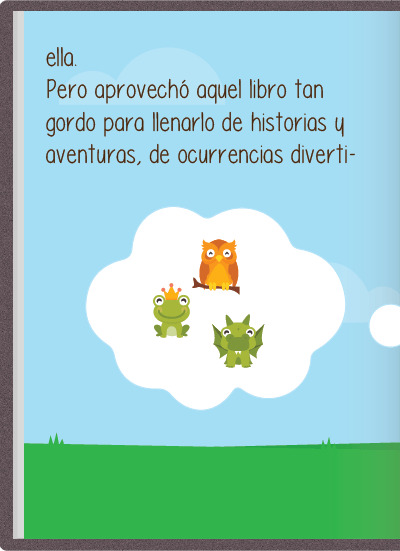 ella.
Pero aprovechó aquel libro tan
gordo para llenarlo de historias y
aventuras, de ocurrencias diverti-